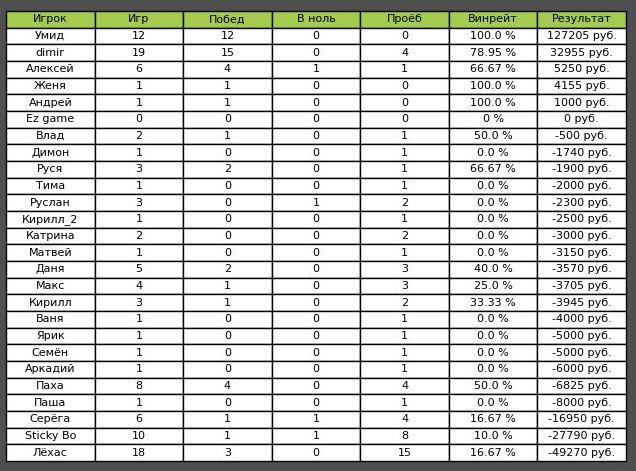 Игрок Игр Побед В ноль Проёб Винрейт Результат
Умид 12 12 0 0 100.0 % 127205 руб.
dimir 19 15 0 4 78.95 % 32955 руб.
Алексей 6 4 1 1 66.67 % 5250 руб.
Женя 1 1 0 0 100.0 % 4155 руб.
Андрей 1 1 0 0 100.0 % 1000 руб.
Ez game 0 0 0 0 0 % 0 руб.
Влад 2 1 0 1 50.0 % -500 руб.
Димон 1 0 0 1 0.0 % -1740 руб.
Руся 3 2 0 1 66.67 % -1900 руб.
Тима 1 0 0 1 0.0 % -2000 руб.
Руслан 3 0 1 2 0.0 % -2300 руб.
Кирилл_2 1 0 0 1 0.0 % -2500 руб.
Катрина 2 0 0 2 0.0 % -3000 руб.
Матвей 1 0 0 1 0.0 % -3150 руб.
Даня 5 2 0 3 40.0 % -3570 руб.
Макс 4 1 0 3 25.0 % -3705 руб.
Кирилл 3 1 0 2 33.33 % -3945 руб.
Ваня 1 0 0 1 0.0 % -4000 руб.
Ярик 1 0 0 1 0.0 % -5000 руб.
Семён 1 0 0 1 0.0 % -5000 руб.
Аркадий 1 0 0 1 0.0 % -6000 руб.
Паха 8 4 0 4 50.0 % -6825 руб.
Паша 1 0 0 1 0.0 % -8000 руб.
Серёга 6 1 1 4 16.67 % -16950 руб.
Sticky Bo 10 1 1 8 10.0 % -27790 руб.
Лёхас 18 3 0 15 16.67 % -49270 руб.